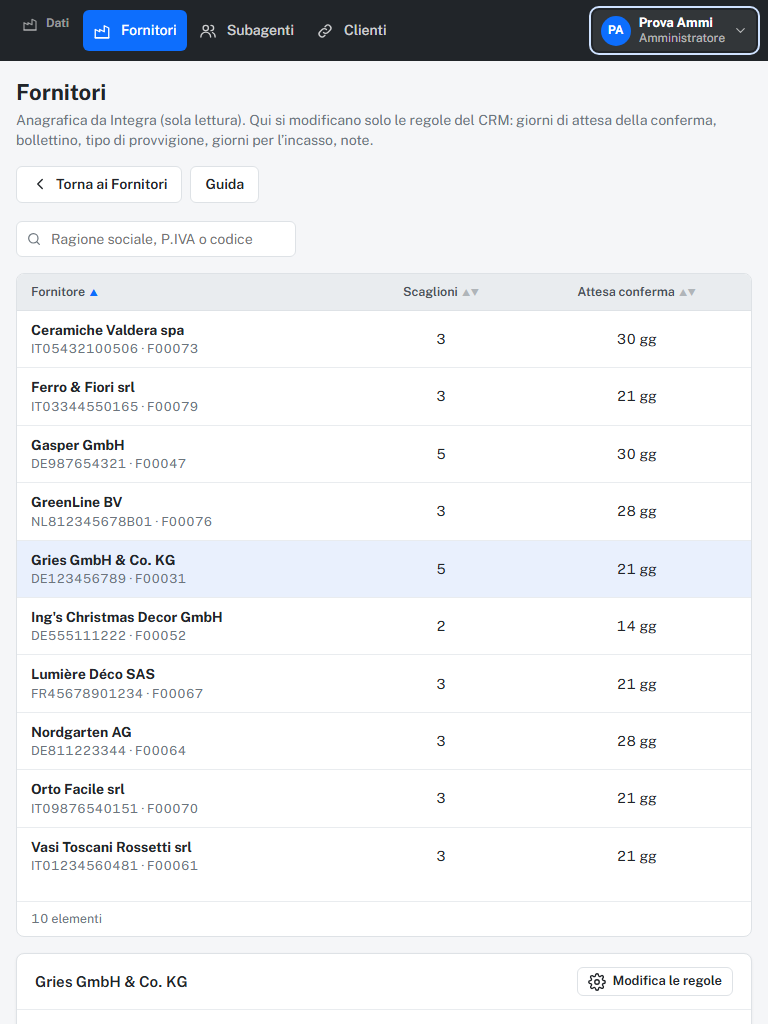 Dati
Fornitori
Subagenti
Clienti
PA
Prova Ammi
Amministratore
Fornitori
Anagrafica da Integra (sola lettura). Qui si modificano solo le regole del CRM: giorni di attesa della conferma,
bollettino, tipo di provvigione, giorni per l'incasso, note.
Torna ai Fornitori
Guida
Ragione sociale, P.IVA o codice
Fornitore ▲ Scaglioni ▲▼ Attesa conferma ▲▼
Ceramiche Valdera spa
IT05432100506 · F00073
3
30 gg
Ferro & Fiori srl
IT03344550165 · F00079
3
21 gg
Gasper GmbH
DE987654321 · F00047
5
30 gg
GreenLine BV
NL812345678B01 · F00076
3
28 gg
Gries GmbH & Co. KG
DE123456789 · F00031
5
21 gg
Ing's Christmas Decor GmbH
DE555111222 · F00052
2
14 gg
Lumière Déco SAS
FR45678901234 · F00067
3
21 gg
Nordgarten AG
DE811223344 · F00064
3
28 gg
Orto Facile srl
IT09876540151 · F00070
3
21 gg
Vasi Toscani Rossetti srl
IT01234560481 · F00061
3
21 gg
10 elementi
Gries GmbH & Co. KG
Modifica le regole